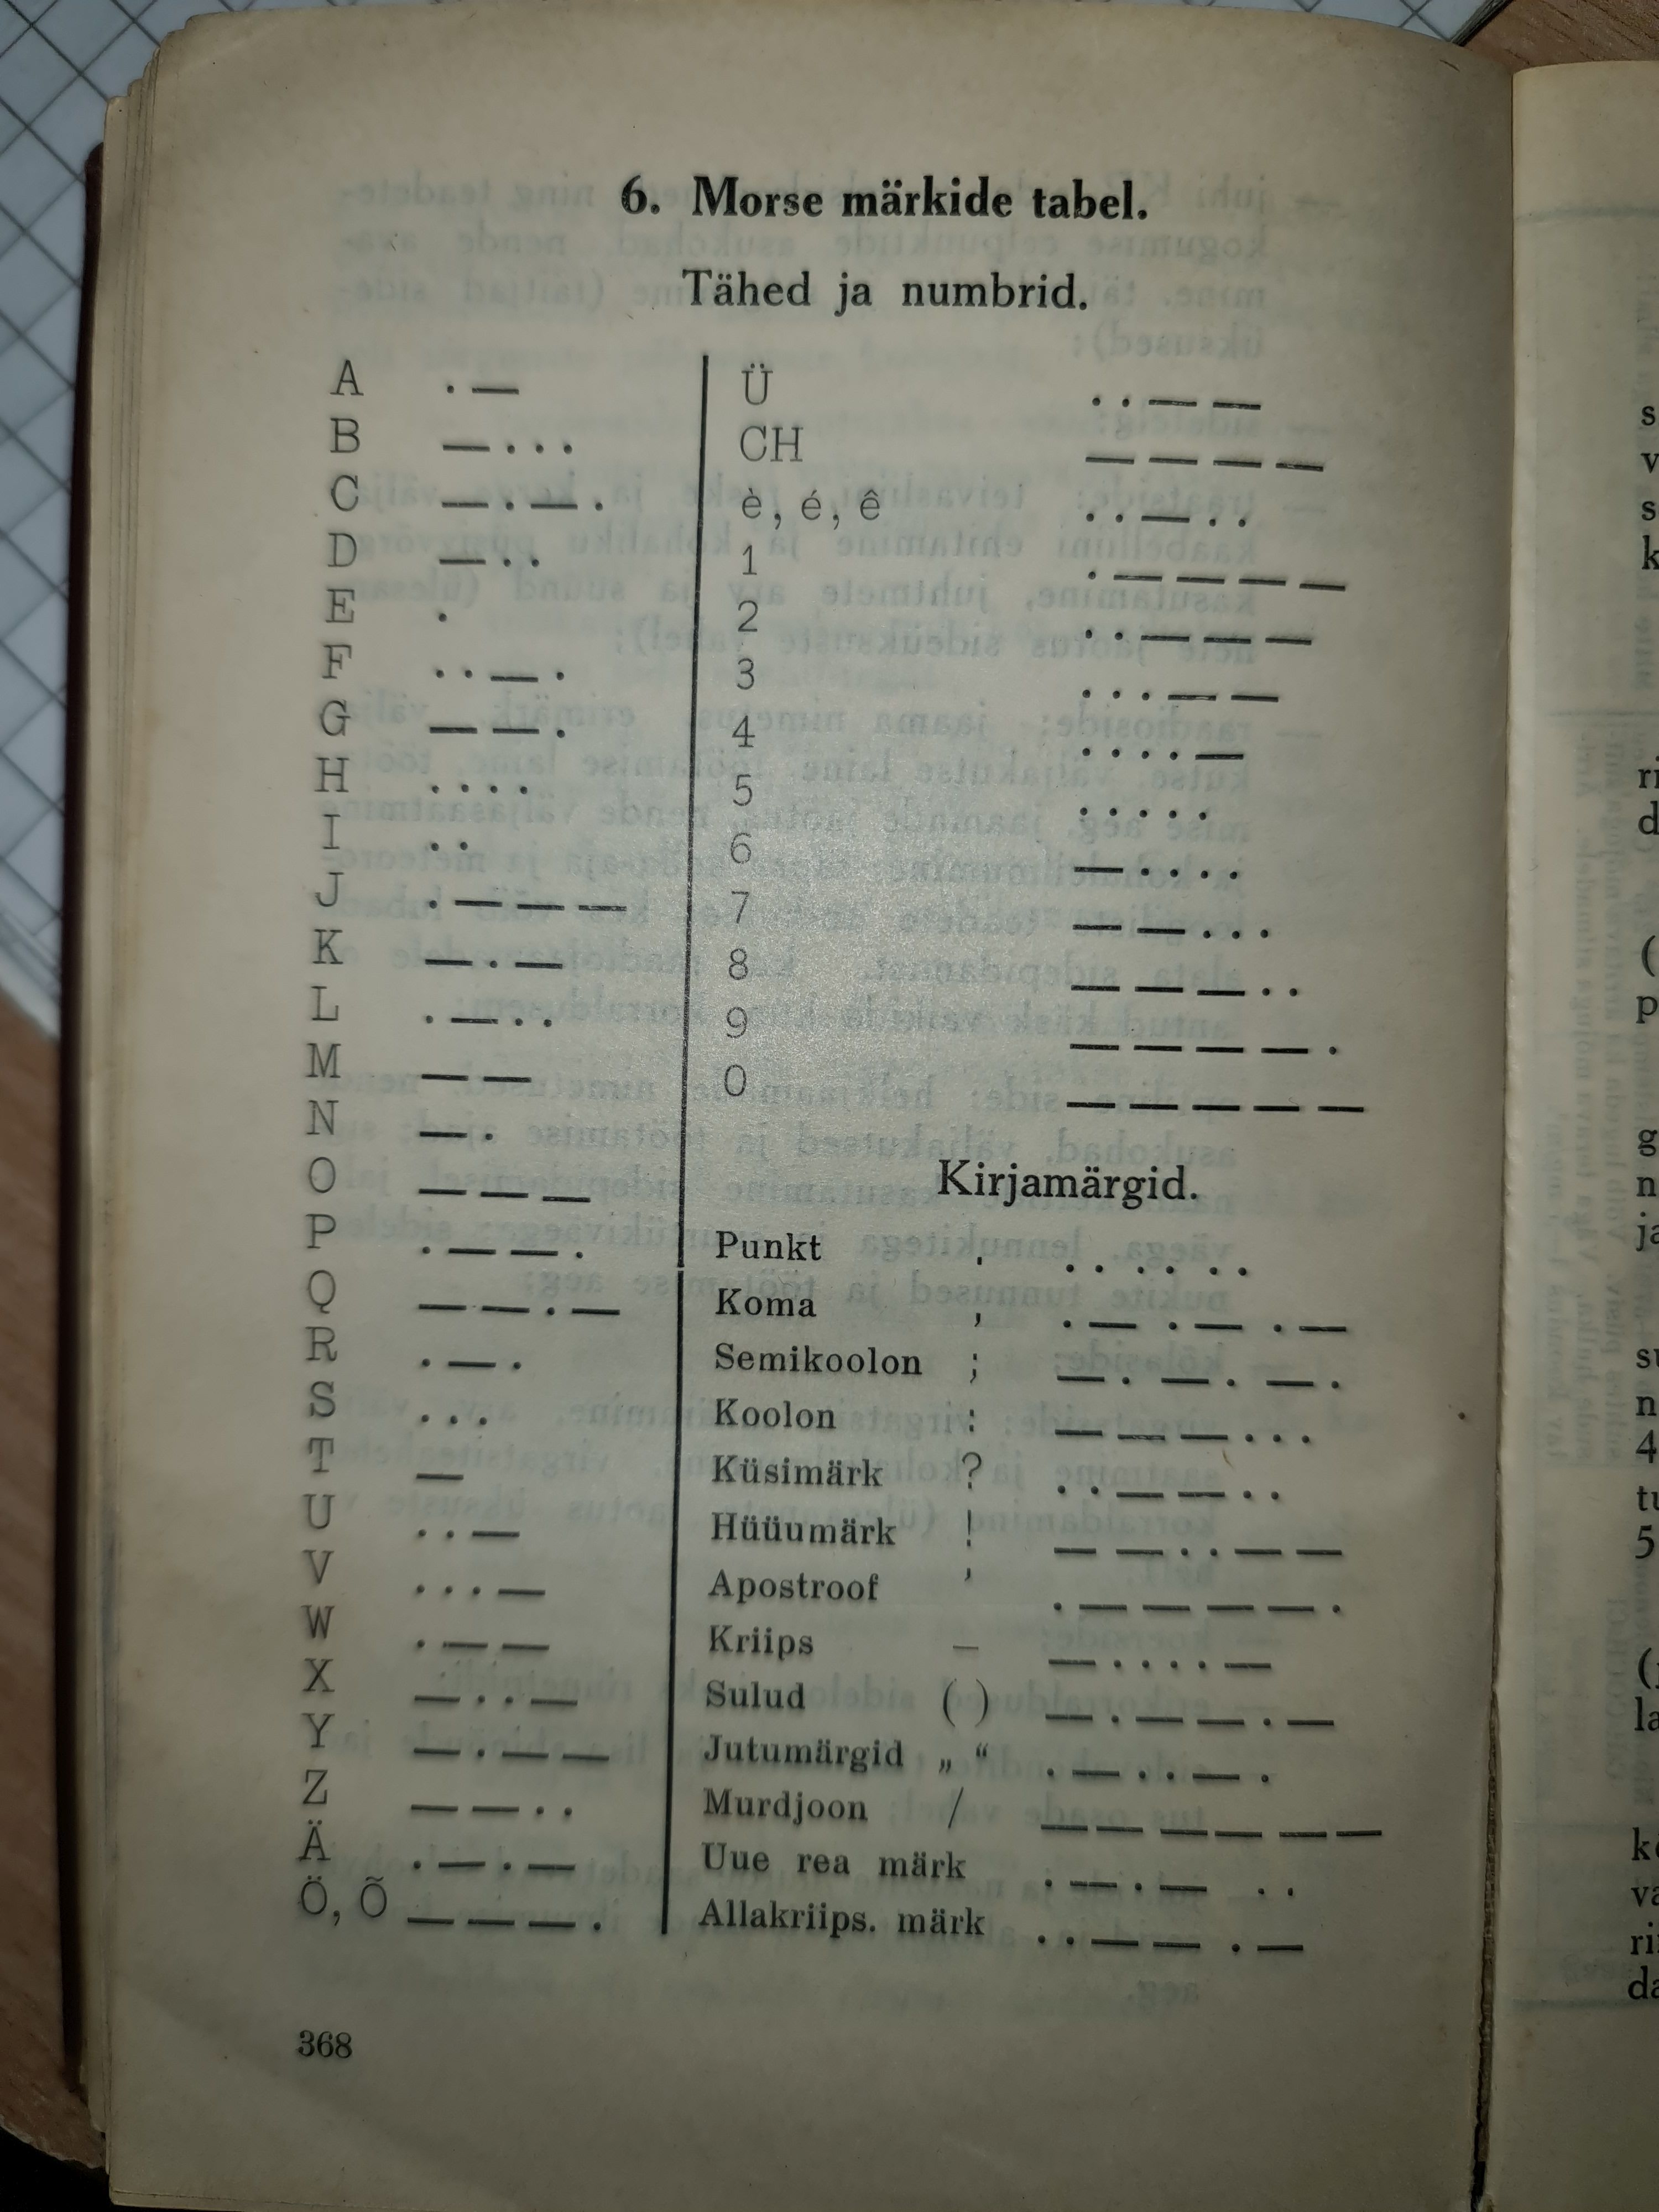 6. Morse märkide tabel.
Tähed ja numbrid.
A . —
B — . . .
C — . — .
D — . .
E .
F . . — .
G — — .
H . . . .
I . .
J . — — —
K — . —
L . — . .
M — —
N — .
O — — —
P . — — .
Q — — . —
R . — .
S . . .
T —
U . . —
V . . . —
W . — —
X — . . —
Y — . — —
Z — — . .
Ä . — . —
Ö, Õ — — — .
Ü . . — —
CH — — — —
è, é, ê . . — . .
1 . — — — —
2 . . — — —
3 . . . — —
4 . . . . —
5 . . . . .
6 — . . . .
7 — — . . .
8 — — — . .
9 — — — — .
0 — — — — —
Kirjamärgid.
Punkt . . . . . . .
Koma , . — . — . —
Semikoolon ; — . — . — .
Koolon : — — — . . .
Küsimärk ? . . — — . .
Hüüumärk ! — — . . — —
Apostroof ’ . — — — — .
Kriips – — . . . . —
Sulud ( ) — . — — . —
Jutumärgid „ “ . — . . — .
Murdjoon / — — — — — —
Uue rea märk . — . — . .
Allakriips. märk . . — — . —
368